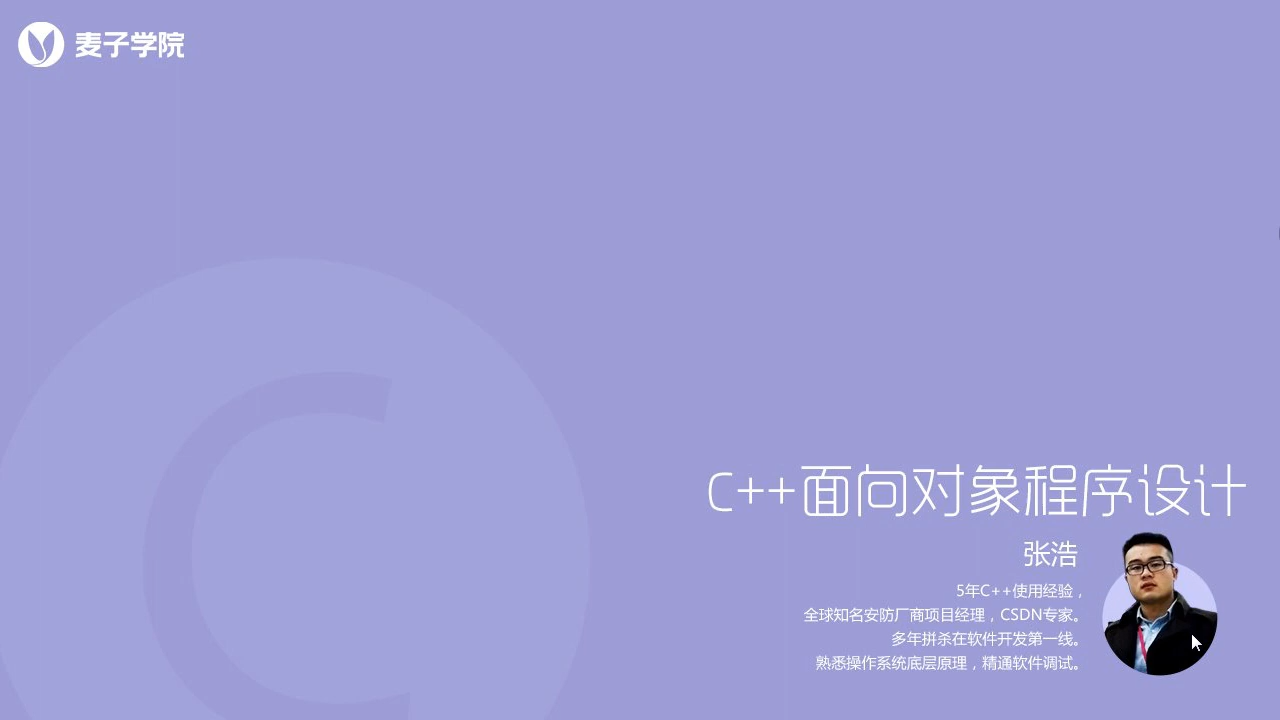 麦子学院
C++面向对象程序设计
张浩
5年C++使用经验，
全球知名安防厂商项目经理，CSDN专家。
多年拼杀在软件开发第一线。
熟悉操作系统底层原理，精通软件调试。